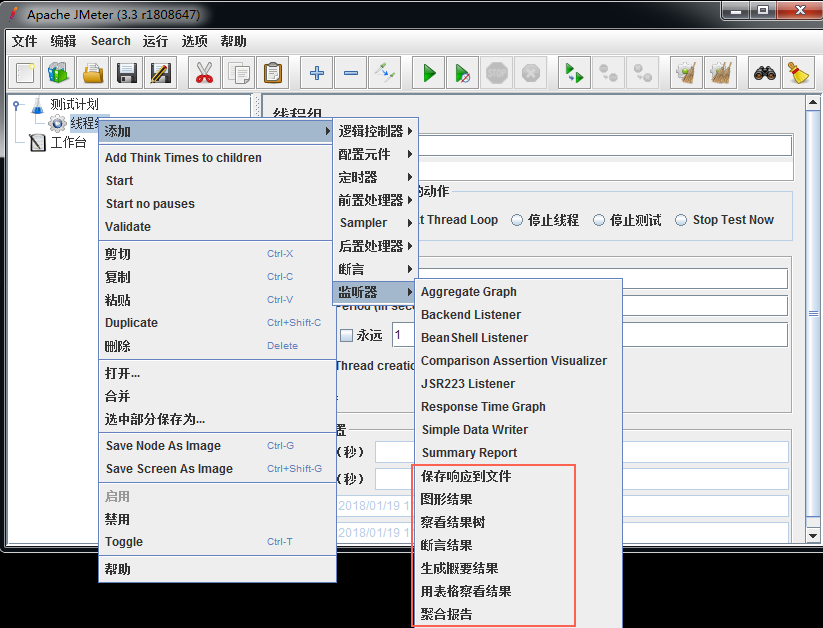 Apache JMeter (3.3 r1808647)
文件 编辑 Search 运行 选项 帮助
STOP
测试计划
线程组
工作台
线程组
添加
Add Think Times to children
Start
Start no pauses
Validate
剪切 Ctrl-X
复制 Ctrl-C
粘贴 Ctrl-V
Duplicate Ctrl+Shift-C
删除 Delete
打开...
合并
选中部分保存为...
Save Node As Image Ctrl-G
Save Screen As Image Ctrl+Shift-G
启用
禁用
Toggle Ctrl-T
帮助
逻辑控制器
配置元件
定时器
前置处理器
Sampler
后置处理器
断言
监听器
的动作
t Thread Loop 停止线程 停止测试 Stop Test Now
Period (in sec
永远 1
Thread creatio
置
(秒)
(秒)
2018/01/19 1
2018/01/19 1
Aggregate Graph
Backend Listener
BeanShell Listener
Comparison Assertion Visualizer
JSR223 Listener
Response Time Graph
Simple Data Writer
Summary Report
保存响应到文件
图形结果
察看结果树
断言结果
生成概要结果
用表格察看结果
聚合报告